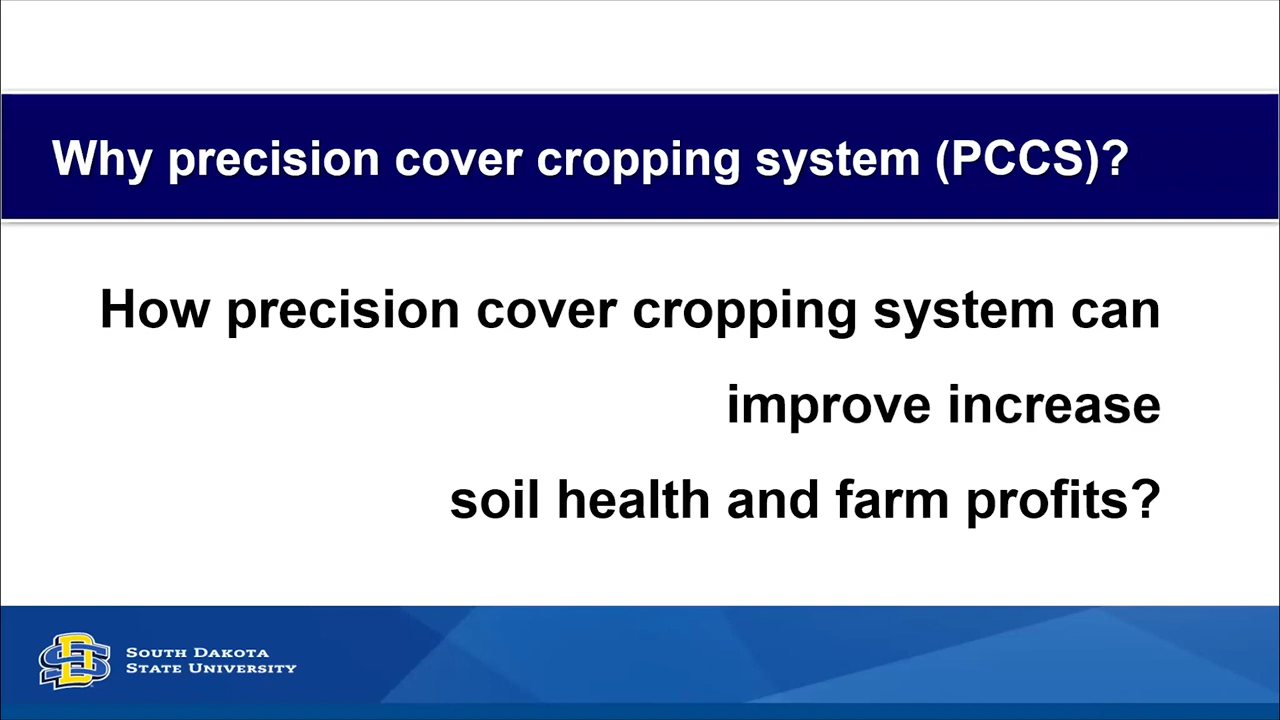 Why precision cover cropping system (PCCS)?
How precision cover cropping system can
improve increase
soil health and farm profits?
SOUTH DAKOTA
STATE UNIVERSITY